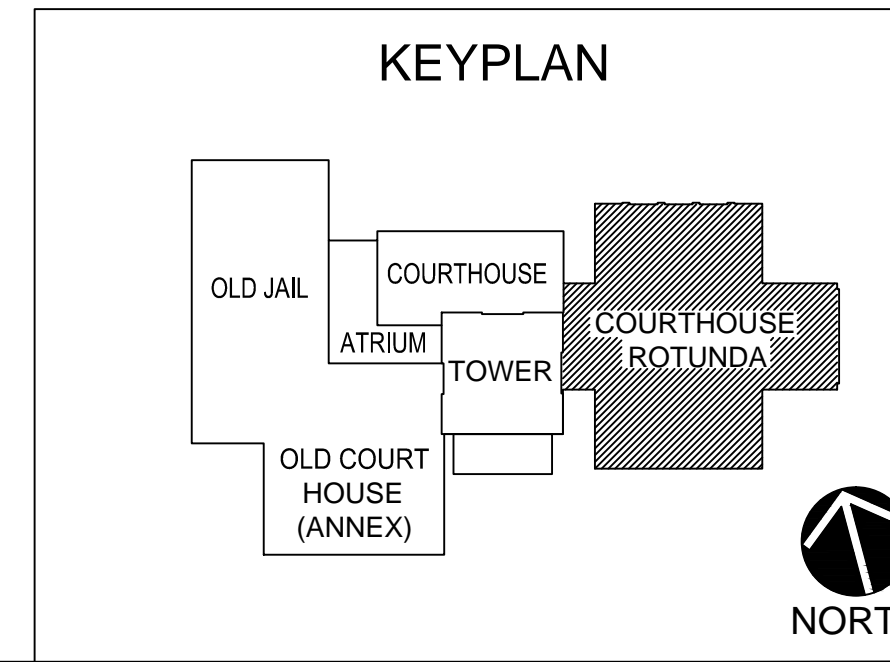 KEYPLAN
OLD JAIL
COURTHOUSE
ATRIUM
TOWER
COURTHOUSE
ROTUNDA
OLD COURT
HOUSE
(ANNEX)
NORT